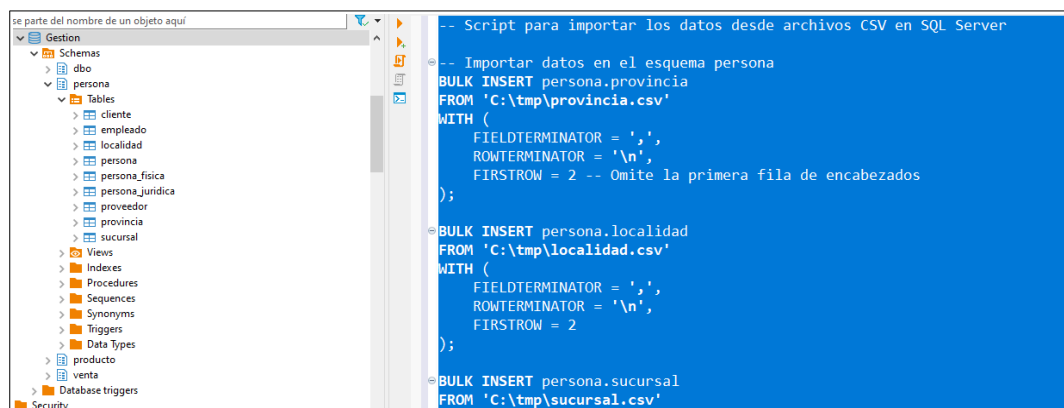 se parte del nombre de un objeto aquí
Gestion
Schemas
dbo
persona
Tables
cliente
empleado
localidad
persona
persona_fisica
persona_juridica
proveedor
provincia
sucursal
Views
Indexes
Procedures
Sequences
Synonyms
Triggers
Data Types
producto
venta
Database triggers
Security
-- Script para importar los datos desde archivos CSV en SQL Server
-- Importar datos en el esquema persona
BULK INSERT persona.provincia
FROM 'C:\tmp\provincia.csv'
WITH (
FIELDTERMINATOR = ',',
ROWTERMINATOR = '\n',
FIRSTROW = 2 -- Omite la primera fila de encabezados
);
BULK INSERT persona.localidad
FROM 'C:\tmp\localidad.csv'
WITH (
FIELDTERMINATOR = ',',
ROWTERMINATOR = '\n',
FIRSTROW = 2
);
BULK INSERT persona.sucursal
FROM 'C:\tmp\sucursal.csv'